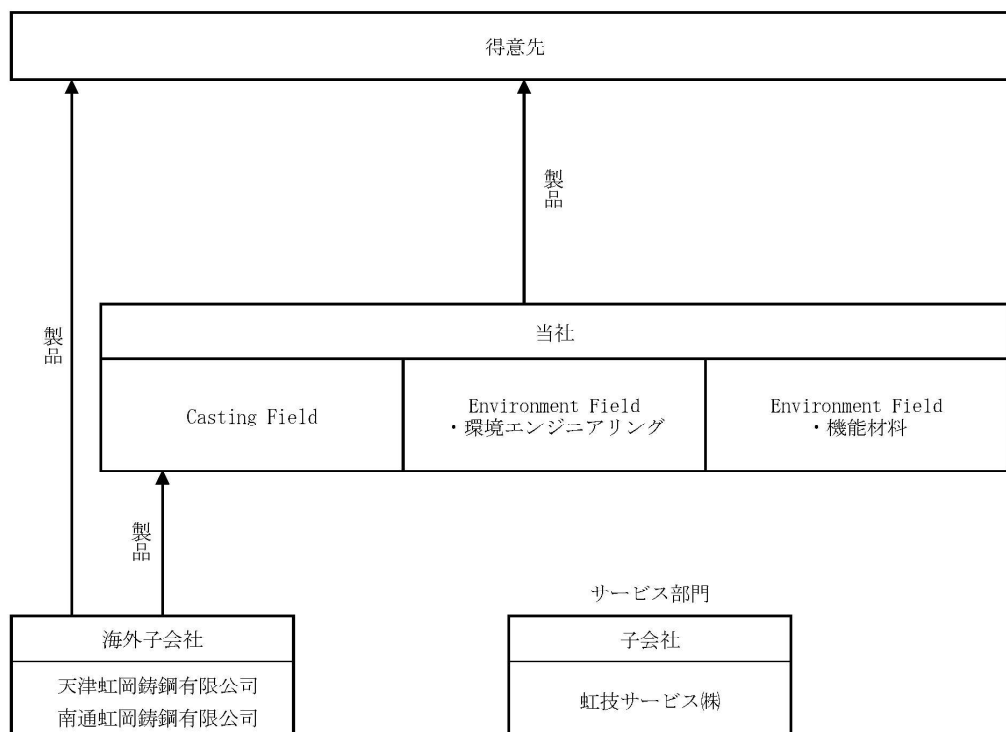 得意先
製品
製品
当社
Casting Field
Environment Field
・環境エンジニアリング
Environment Field
・機能材料
製品
サービス部門
海外子会社
天津虹岡鋳鋼有限公司
南通虹岡鋳鋼有限公司
子会社
虹技サービス㈱